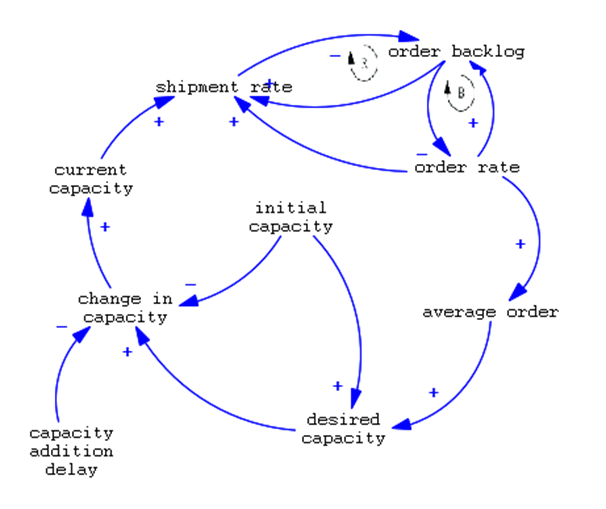 order backlog
−
R
shipment rate
+
B
+
+
+
−
order rate
current
capacity
initial
capacity
+
+
−
change in
capacity
average order
−
+
+
+
desired
capacity
capacity
addition
delay